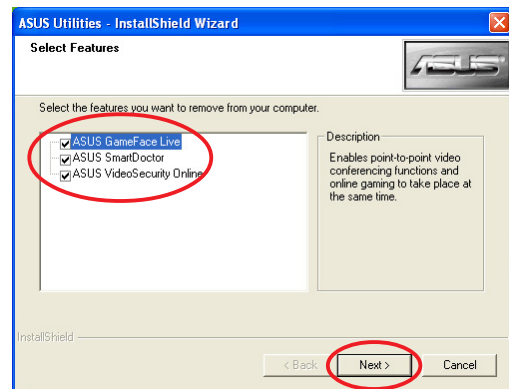 ASUS Utilities - InstallShield Wizard
Select Features
ASUS
Select the features you want to remove from your computer.
ASUS GameFace Live
ASUS SmartDoctor
ASUS VideoSecurity Online
Description
Enables point-to-point video
conferencing functions and
online gaming to take place at
the same time.
InstallShield
< Back
Next >
Cancel